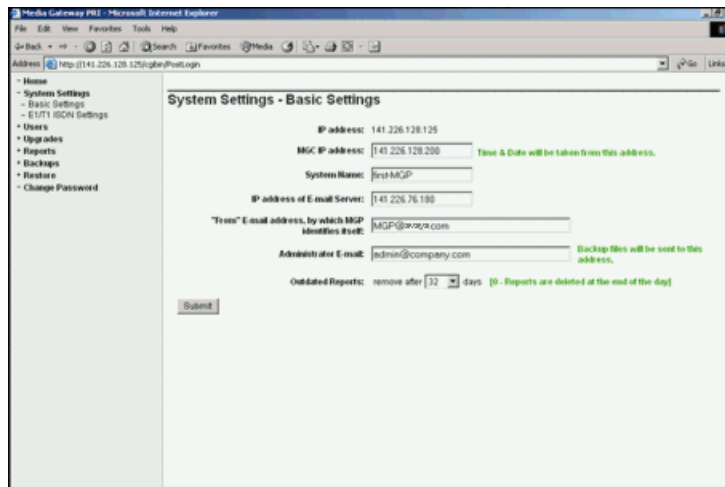 Media Gateway PRI - Microsoft Internet Explorer
File Edit View Favorites Tools Help
Back Search Favorites Media
Address http://141.226.128.125/cgibin/PostLogin Go Links
- Home
- System Settings
- Basic Settings
- E1/T1 ISDN Settings
+ Users
+ Upgrades
+ Reports
+ Backups
+ Restore
- Change Password
System Settings - Basic Settings
IP address: 141.226.128.125
MGC IP address: 141.226.128.200 Time & Date will be taken from this address.
System Name: first-MGP
IP address of E-mail Server: 141.226.76.180
"From" E-mail address, by which MGP
identifies itself: MGP@avaya.com
Administrator E-mail: admin@company.com Backup files will be sent to this
address.
Outdated Reports: remove after 32 days [0 - Reports are deleted at the end of the day]
Submit